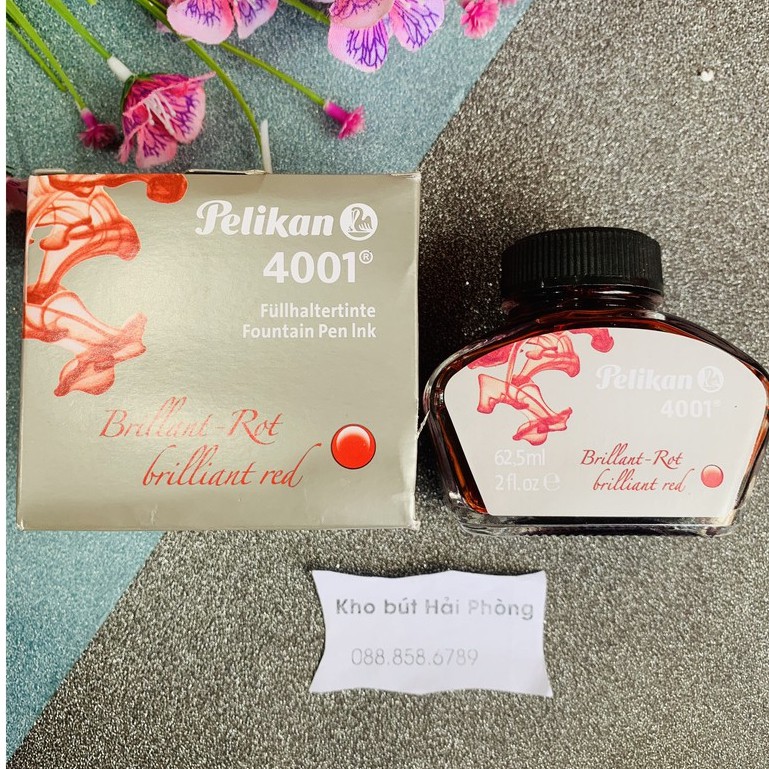 Pelikan
4001®
Füllhaltertinte
Fountain Pen Ink
Brillant-Rot
brilliant red
Pelikan
4001®
62.5ml
2 fl.oz ℮
Brillant-Rot
brilliant red
Kho bút Hải Phòng
088.858.6789